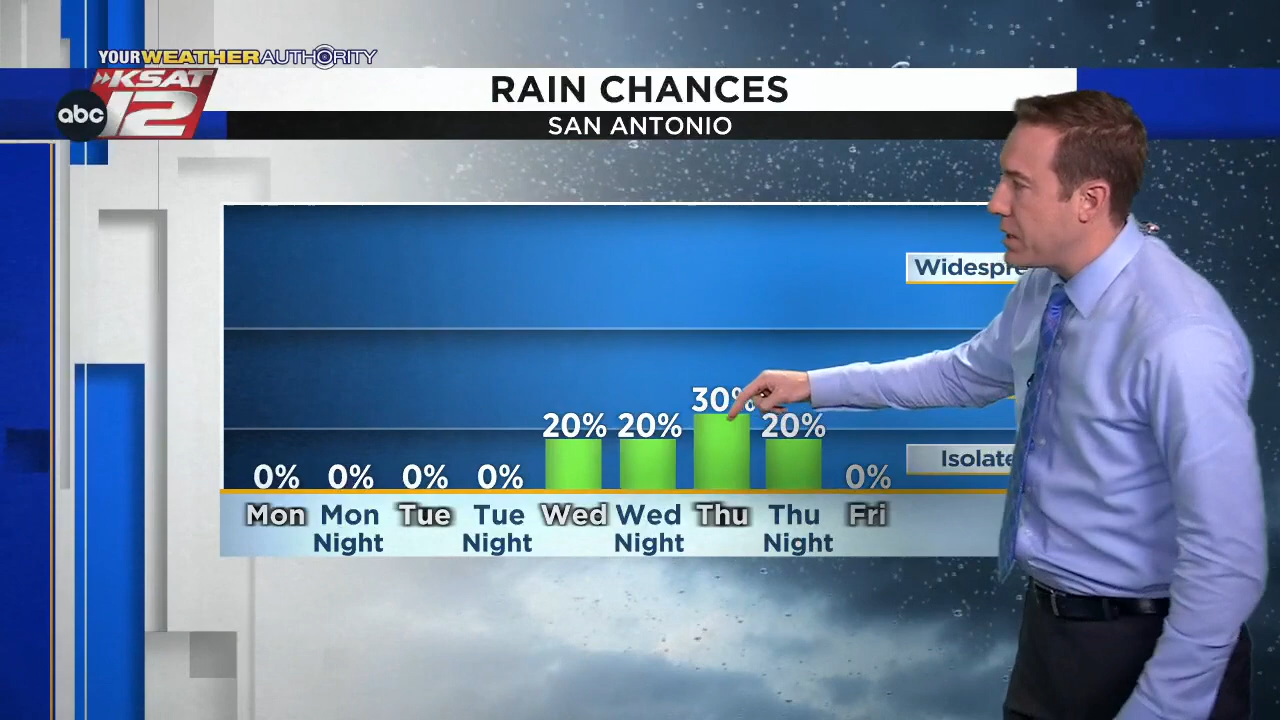 YOUR WEATHER AUTHORITY
KSAT
abc 12
RAIN CHANCES
SAN ANTONIO
Widespre
30%
20% 20% 20%
0% 0% 0% 0% 0%
Isolate
Mon Mon Night Tue Tue Night Wed Wed Night Thu Thu Night Fri